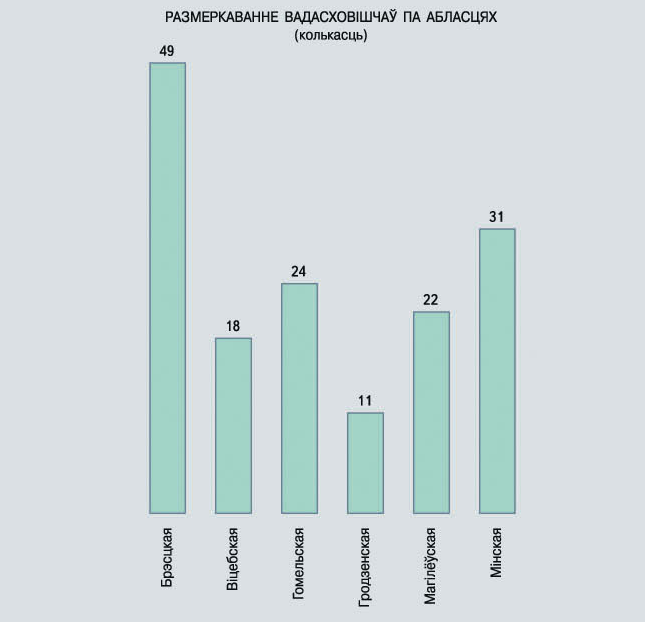 РАЗМЕРКАВАННЕ ВАДАСХОВІШЧАЎ ПА АБЛАСЦЯХ
(колькасць)
49
18
24
11
22
31
Брэсцкая
Віцебская
Гомельская
Гродзенская
Магілёўская
Мінская